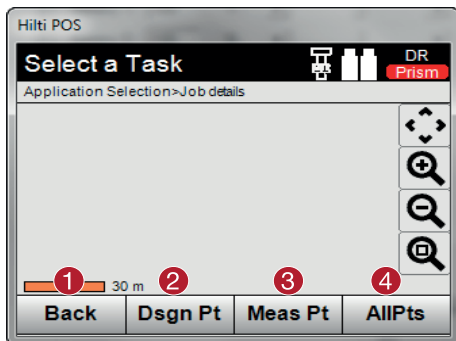 Hilti POS
Select a Task
DR
Prism
Application Selection>Job details
30 m
1 2 3 4
Back Dsgn Pt Meas Pt AllPts